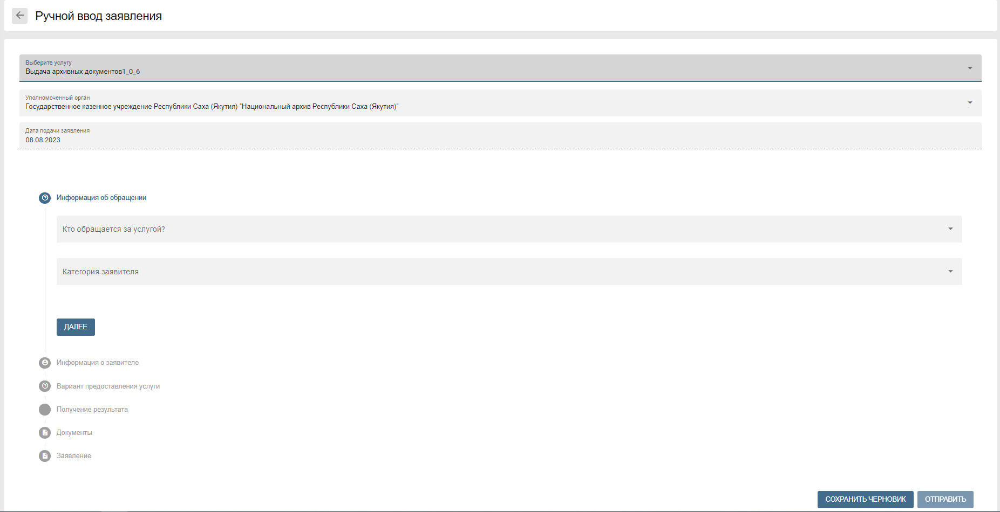 Ручной ввод заявления
Выберите услугу
Выдача архивных документов1_0_6
Уполномоченный орган
Государственное казенное учреждение Республики Саха (Якутия) "Национальный архив Республики Саха (Якутия)"
Дата подачи заявления
08.08.2023
Информация об обращении
Кто обращается за услугой?
Категория заявителя
ДАЛЕЕ
Информация о заявителе
Вариант предоставления услуги
Получение результата
Документы
Заявление
СОХРАНИТЬ ЧЕРНОВИК ОТПРАВИТЬ